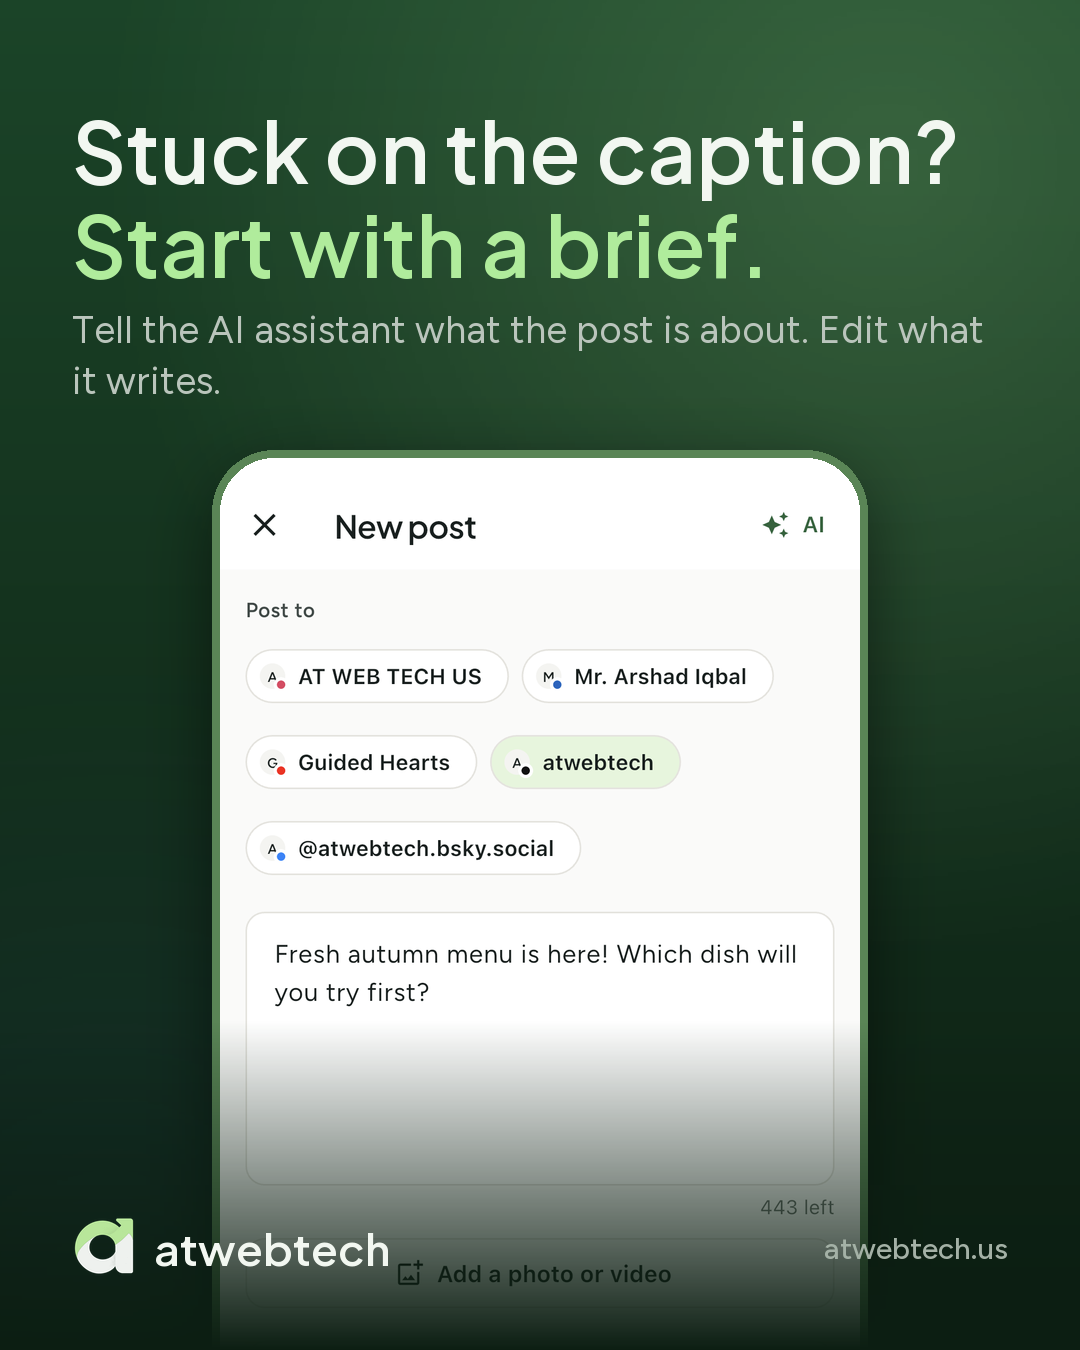 Stuck on the caption?
Start with a brief.
Tell the AI assistant what the post is about. Edit what
it writes.
New post
AI
Post to
A AT WEB TECH US
M Mr. Arshad Iqbal
G Guided Hearts
A atwebtech
A @atwebtech.bsky.social
Fresh autumn menu is here! Which dish will
you try first?
443 left
Add a photo or video
atwebtech
atwebtech.us